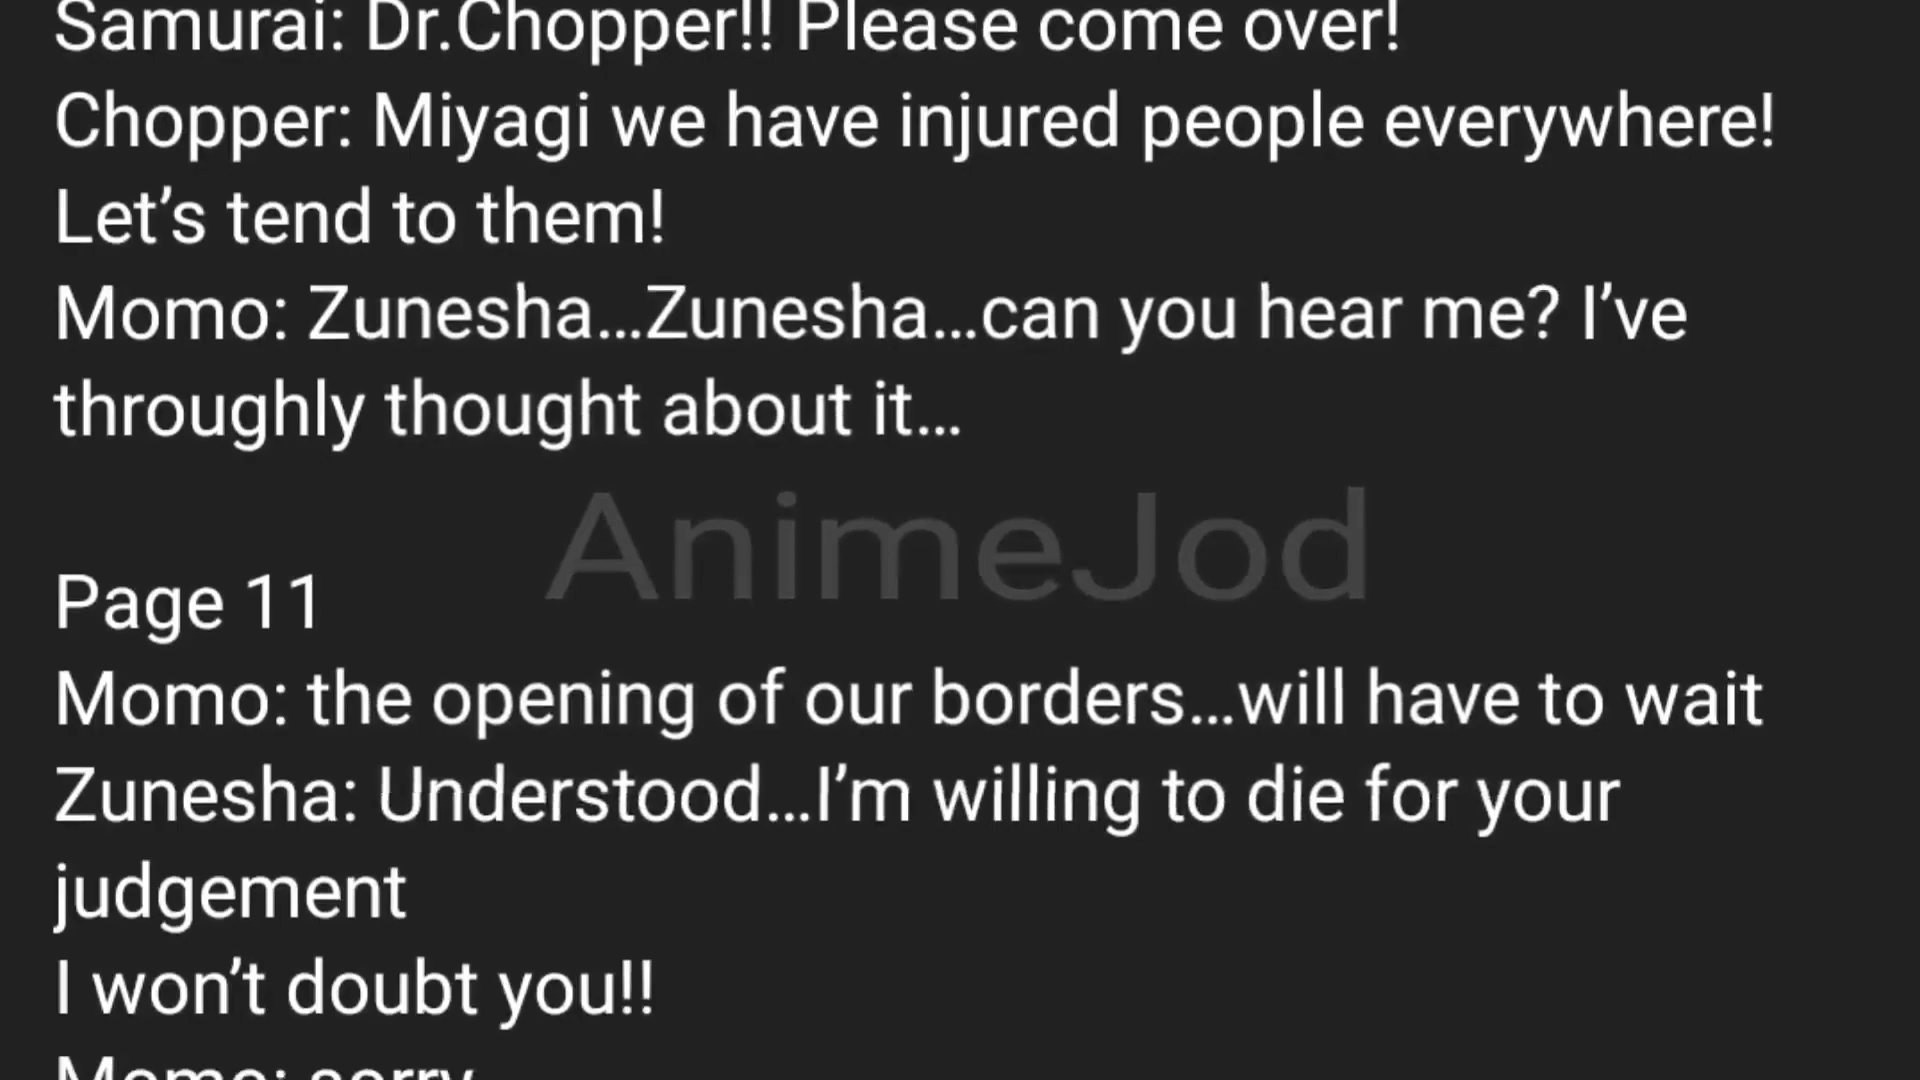 Samurai: Dr.Chopper!! Please come over!
Chopper: Miyagi we have injured people everywhere!
Let’s tend to them!
Momo: Zunesha…Zunesha…can you hear me? I’ve
throughly thought about it…
AnimeJod
Page 11
Momo: the opening of our borders…will have to wait
Zunesha: Understood…I’m willing to die for your
judgement
I won’t doubt you!!
Momo: sorry